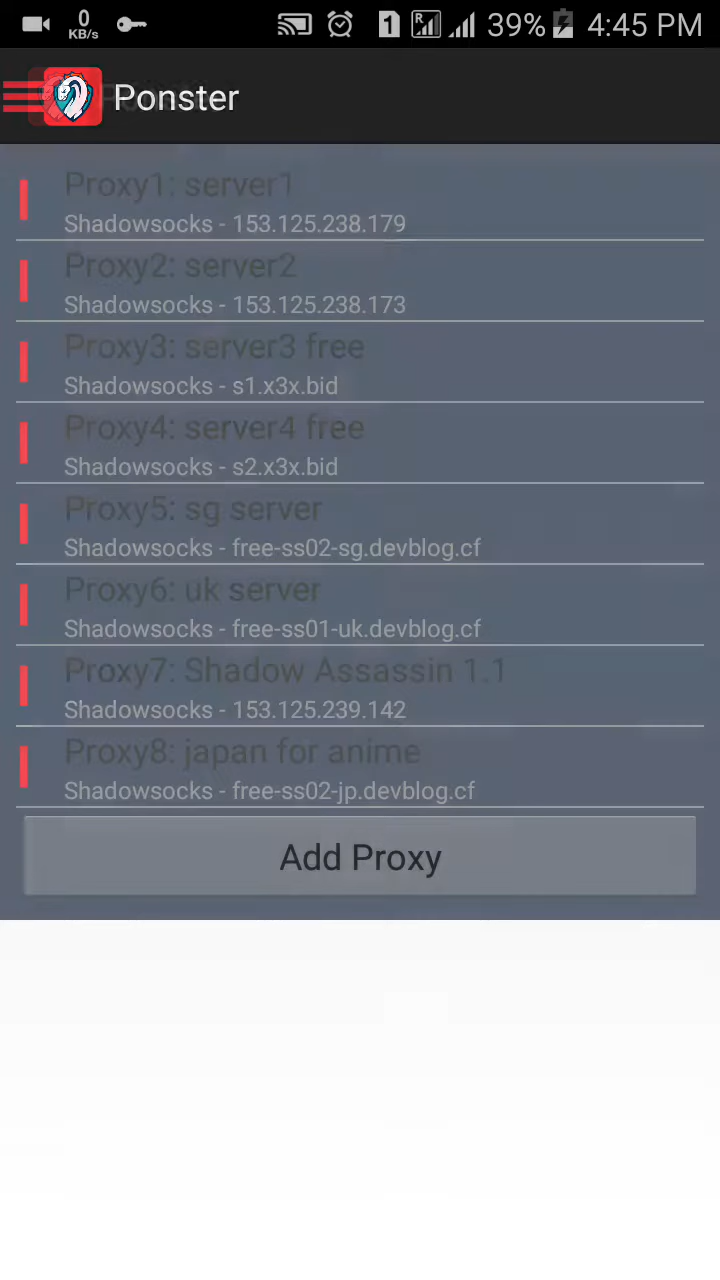 0
KB/s
1
R
39%
4:45 PM
Ponster
Proxy1: server1
Shadowsocks - 153.125.238.179
Proxy2: server2
Shadowsocks - 153.125.238.173
Proxy3: server3 free
Shadowsocks - s1.x3x.bid
Proxy4: server4 free
Shadowsocks - s2.x3x.bid
Proxy5: sg server
Shadowsocks - free-ss02-sg.devblog.cf
Proxy6: uk server
Shadowsocks - free-ss01-uk.devblog.cf
Proxy7: Shadow Assassin 1.1
Shadowsocks - 153.125.239.142
Proxy8: japan for anime
Shadowsocks - free-ss02-jp.devblog.cf
Add Proxy